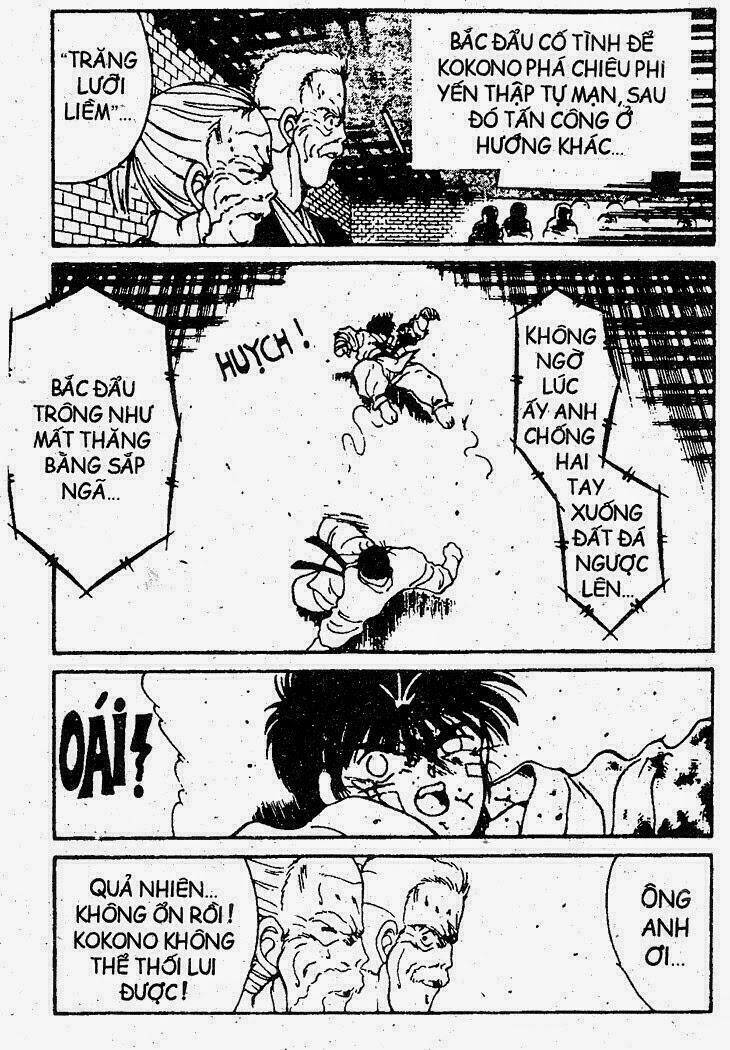 BẮC ĐẨU CỐ TÌNH ĐỂ
KOKONO PHÁ CHIÊU PHI
YẾN THẬP TỰ MẠN, SAU
ĐÓ TẤN CÔNG Ở
HƯỚNG KHÁC...
"TRĂNG
LƯỠI
LIỀM"...
KHÔNG
NGỜ
LÚC
ẤY ANH
CHỐNG
HAI
TAY
XUỐNG
ĐẤT ĐÁ
NGƯỢC
LÊN...
HUỴCH!
BẮC ĐẨU
TRÔNG NHƯ
MẤT THĂNG
BẰNG SẮP
NGÃ...
OÁI!
ÔNG
ANH
ƠI...
QUẢ NHIÊN...
KHÔNG ỔN RỒI!
KOKONO KHÔNG
THỂ THỐI LUI
ĐƯỢC!